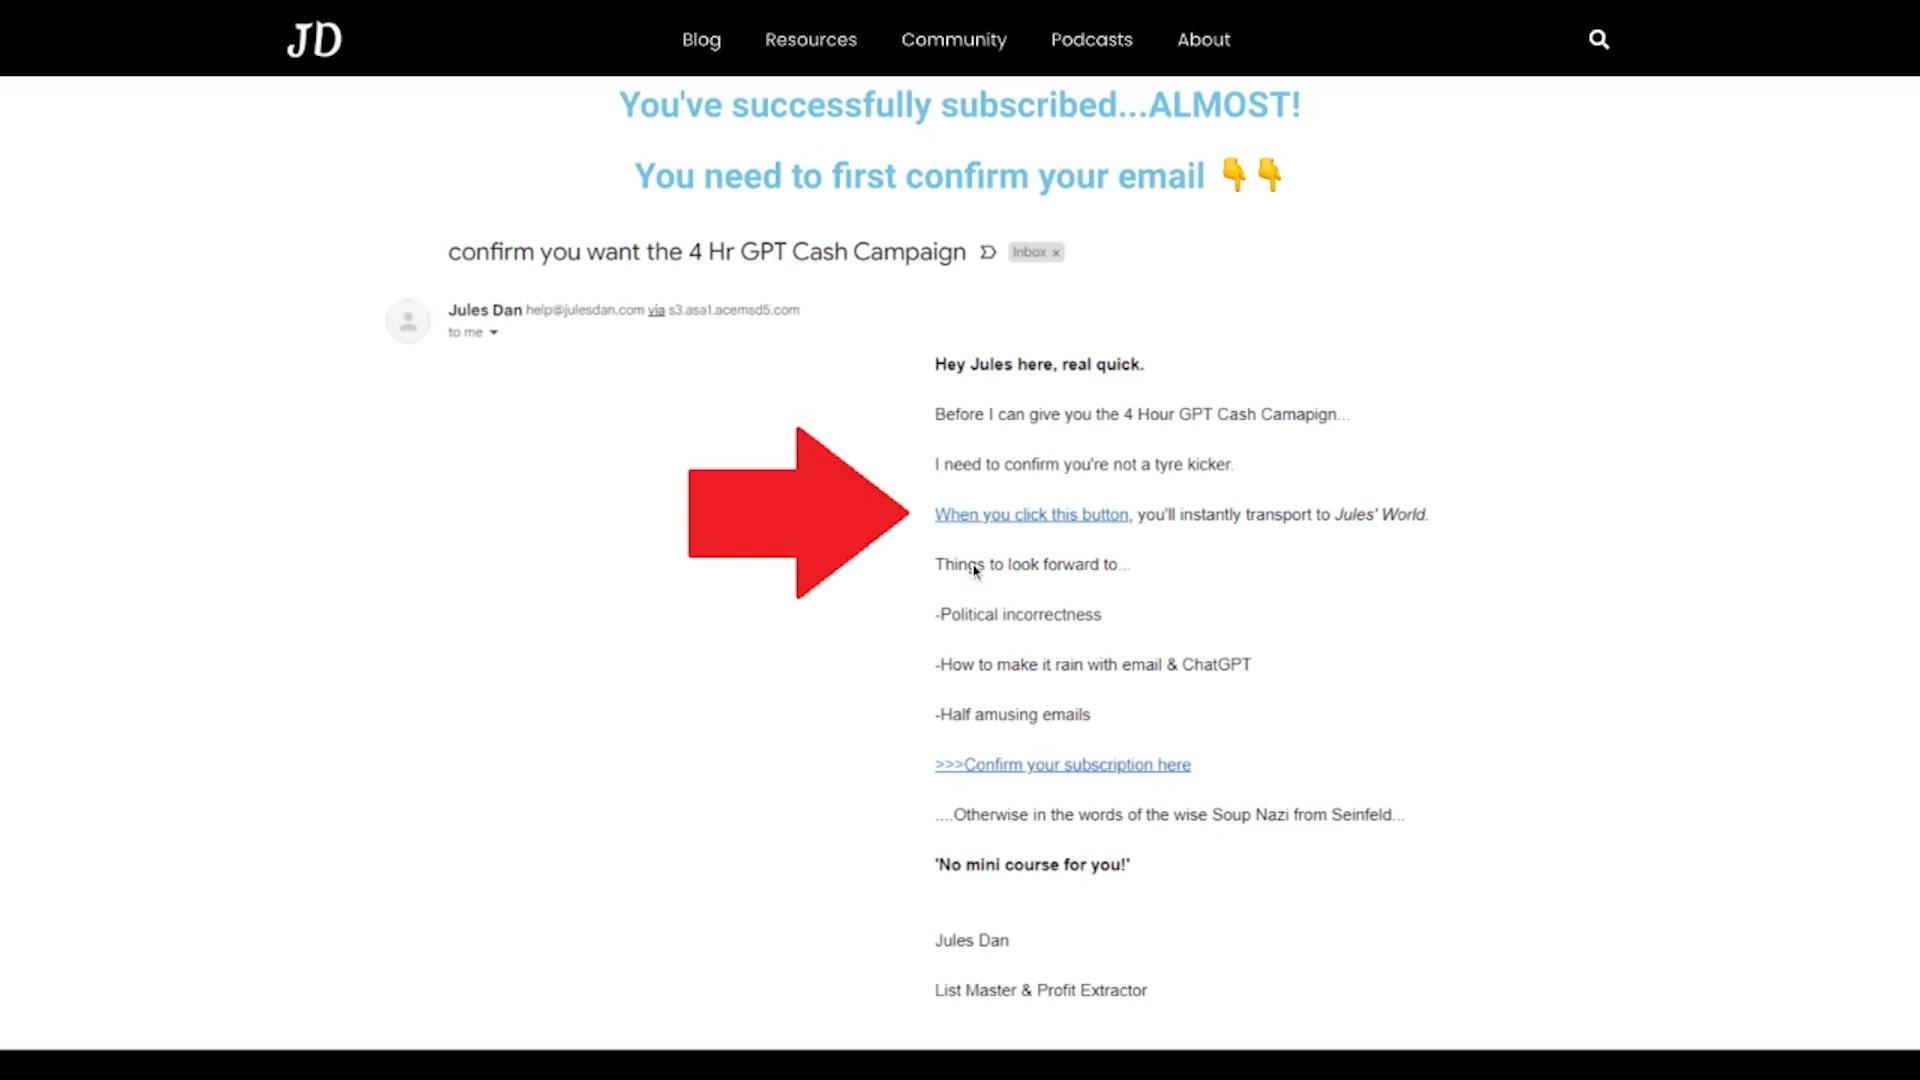 JD Blog Resources Community Podcasts About
You've successfully subscribed...ALMOST!
You need to first confirm your email 👇👇
confirm you want the 4 Hr GPT Cash Campaign Inbox x
Jules Dan help@julesdan.com via s3.asa1.acemsd5.com
to me
Hey Jules here, real quick.
Before I can give you the 4 Hour GPT Cash Camapign...
I need to confirm you're not a tyre kicker.
When you click this button, you'll instantly transport to Jules' World.
Things to look forward to...
-Political incorrectness
-How to make it rain with email & ChatGPT
-Half amusing emails
>>>Confirm your subscription here
....Otherwise in the words of the wise Soup Nazi from Seinfeld...
'No mini course for you!'
Jules Dan
List Master & Profit Extractor